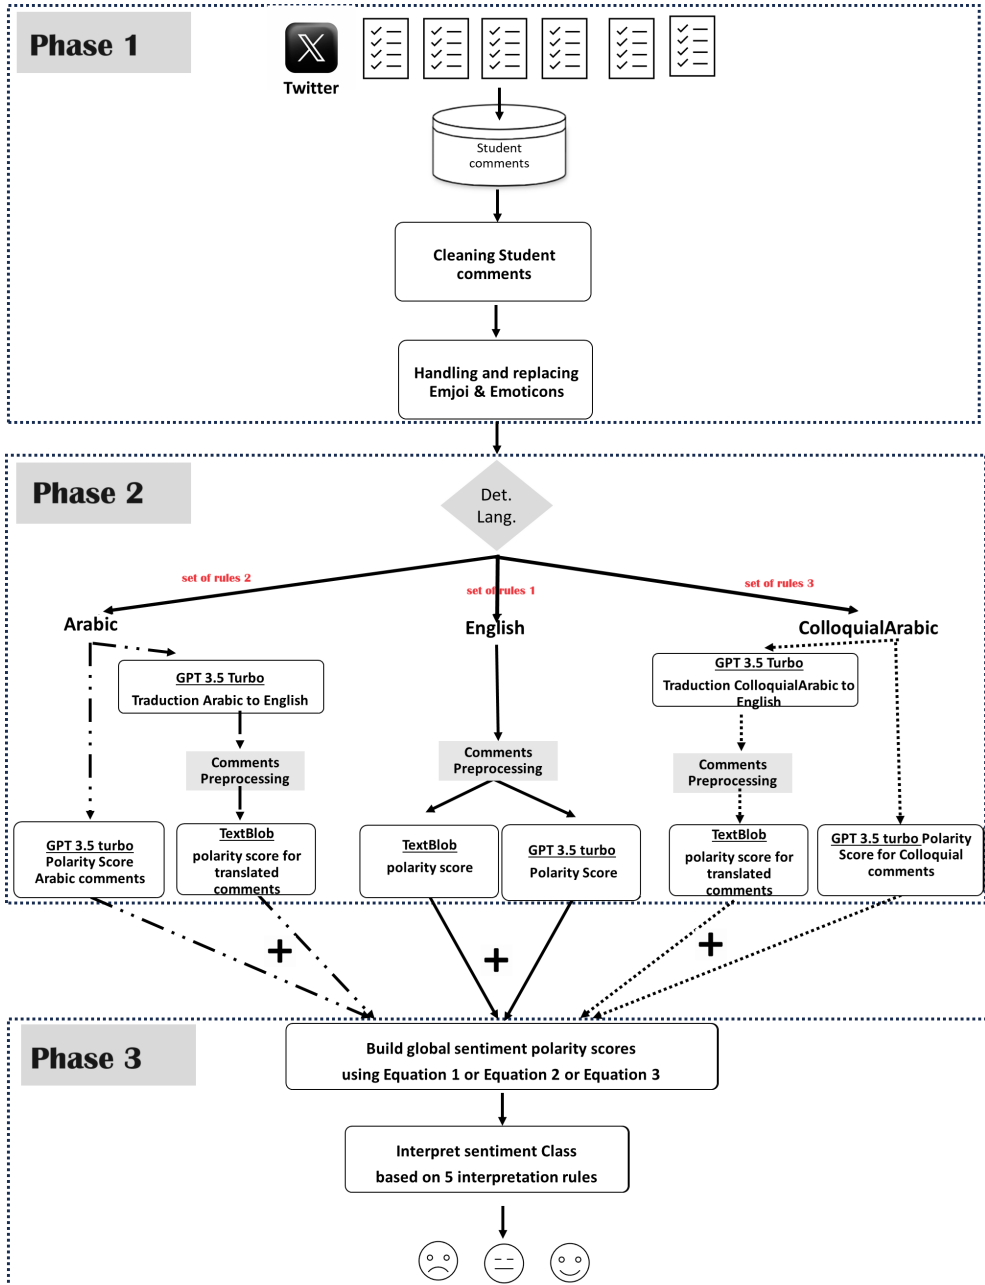 Phase 1
Twitter
Student
comments
Cleaning Student
comments
Handling and replacing
Emjoi & Emoticons
Phase 2
Det.
Lang.
set of rules 2
set of rules 1
set of rules 3
Arabic
English
ColloquialArabic
GPT 3.5 Turbo
Traduction Arabic to English
GPT 3.5 Turbo
Traduction ColloquialArabic to
English
Comments
Preprocessing
Comments
Preprocessing
Comments
Preprocessing
GPT 3.5 turbo
Polarity Score
Arabic comments
TextBlob
polarity score for
translated
comments
TextBlob
polarity score
GPT 3.5 turbo
Polarity Score
TextBlob
polarity score for
translated
comments
GPT 3.5 turbo Polarity
Score for Colloquial
comments
+
+
+
Phase 3
Build global sentiment polarity scores
using Equation 1 or Equation 2 or Equation 3
Interpret sentiment Class
based on 5 interpretation rules